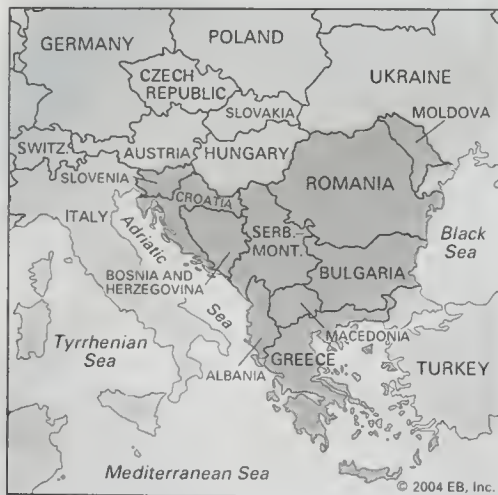 GERMANY
POLAND
CZECH
REPUBLIC
UKRAINE
SLOVAKIA
MOLDOVA
SWITZ.
AUSTRIA
HUNGARY
SLOVENIA
CROATIA
ROMANIA
ITALY
Adriatic
Sea
SERB.-
MONT.
Black
Sea
BOSNIA AND
HERZEGOVINA
BULGARIA
Tyrrhenian
Sea
MACEDONIA
ALBANIA
GREECE
TURKEY
Mediterranean Sea
© 2004 EB, Inc.